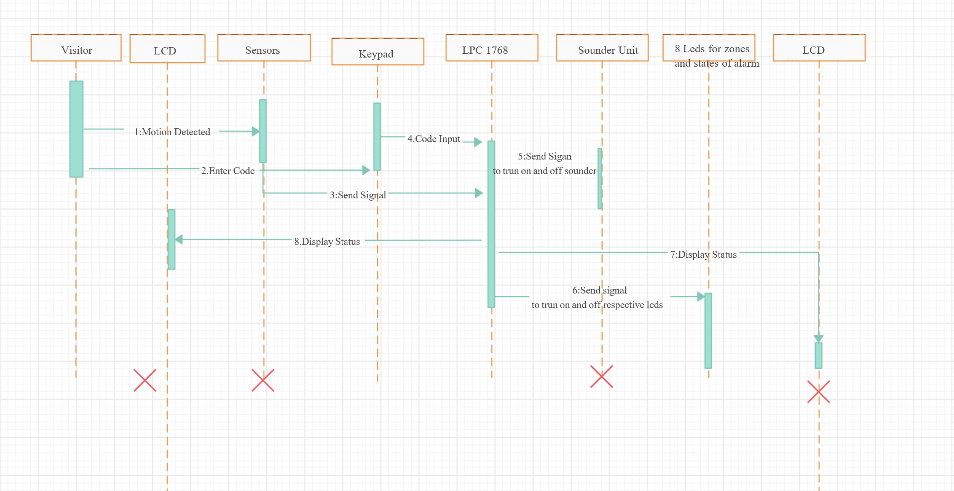 Visitor
LCD
Sensors
Keypad
LPC 1768
Sounder Unit
8 Leds for zones
and states of alarm
LCD
1:Motion Detected
4.Code Input
2.Enter Code
5:Send Sigan
to trun on and off sounder
3:Send Signal
8.Display Status
7:Display Status
6:Send signal
to trun on and off respective leds